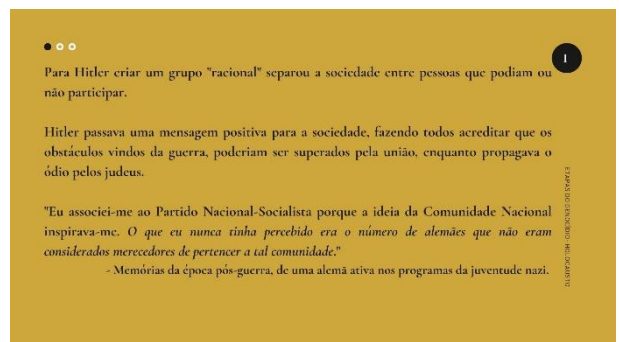 1
Para Hitler criar um grupo "racional" separou a sociedade entre pessoas que podiam ou
não participar.
Hitler passava uma mensagem positiva para a sociedade, fazendo todos acreditar que os
obstáculos vindos da guerra, poderiam ser superados pela união, enquanto propagava o
ódio pelos judeus.
"Eu associei-me ao Partido Nacional-Socialista porque a ideia da Comunidade Nacional
inspirava-me. O que eu nunca tinha percebido era o número de alemães que não eram
considerados merecedores de pertencer a tal comunidade."
- Memórias da época pós-guerra, de uma alemã ativa nos programas da juventude nazi.
ETAPAS DO GENOCÍDIO - HOLOCAUSTO